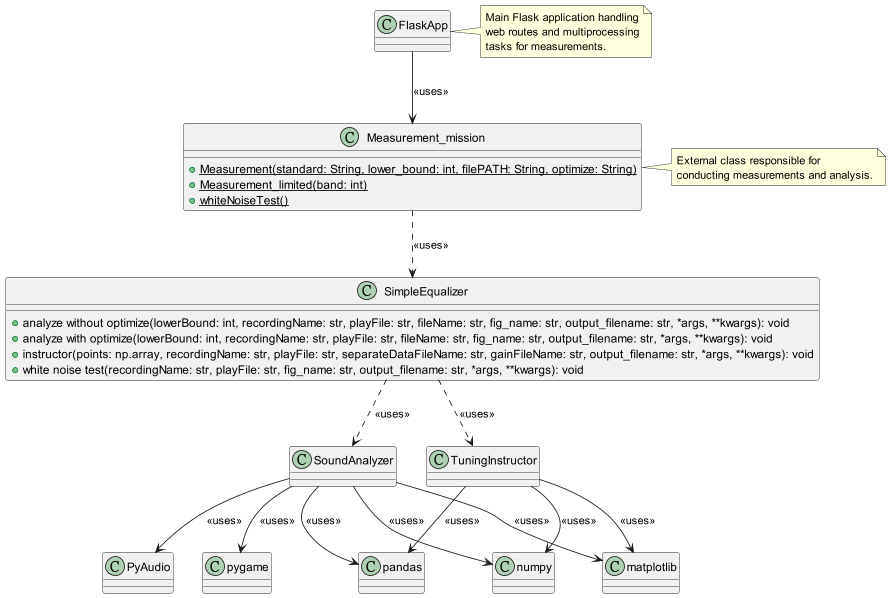 C FlaskApp
Main Flask application handling
web routes and multiprocessing
tasks for measurements.
«uses»
C Measurement_mission
Measurement(standard: String, lower_bound: int, filePATH: String, optimize: String)
Measurement_limited(band: int)
whiteNoiseTest()
External class responsible for
conducting measurements and analysis.
«uses»
C SimpleEqualizer
analyze without optimize(lowerBound: int, recordingName: str, playFile: str, fileName: str, fig_name: str, output_filename: str, *args, **kwargs): void
analyze with optimize(lowerBound: int, recordingName: str, playFile: str, fileName: str, fig_name: str, output_filename: str, *args, **kwargs): void
instructor(points: np.array, recordingName: str, playFile: str, separateDataFileName: str, gainFileName: str, output_filename: str, *args, **kwargs): void
white noise test(recordingName: str, playFile: str, fig_name: str, output_filename: str, *args, **kwargs): void
«uses»
«uses»
C SoundAnalyzer
C TuningInstructor
«uses»
«uses»
«uses»
«uses»
«uses»
«uses»
«uses»
«uses»
C PyAudio
C pygame
C pandas
C numpy
C matplotlib